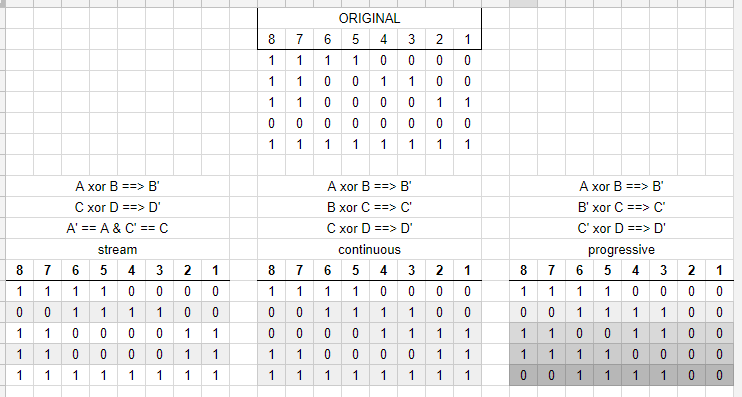 ORIGINAL
8 7 6 5 4 3 2 1
1 1 1 1 0 0 0 0
1 1 0 0 1 1 0 0
1 1 0 0 0 0 1 1
0 0 0 0 0 0 0 0
1 1 1 1 1 1 1 1
A xor B ==> B' A xor B ==> B' A xor B ==> B'
C xor D ==> D' B xor C ==> C' B' xor C ==> C'
A' == A & C' == C C xor D ==> D' C' xor D ==> D'
stream continuous progressive
8 7 6 5 4 3 2 1 8 7 6 5 4 3 2 1 8 7 6 5 4 3 2 1
1 1 1 1 0 0 0 0 1 1 1 1 0 0 0 0 1 1 1 1 0 0 0 0
0 0 1 1 1 1 0 0 0 0 1 1 1 1 0 0 0 0 1 1 1 1 0 0
1 1 0 0 0 0 1 1 0 0 0 0 1 1 1 1 1 1 0 0 1 1 0 0
1 1 0 0 0 0 1 1 1 1 0 0 0 0 1 1 1 1 1 1 0 0 0 0
1 1 1 1 1 1 1 1 1 1 1 1 1 1 1 1 0 0 1 1 1 1 0 0